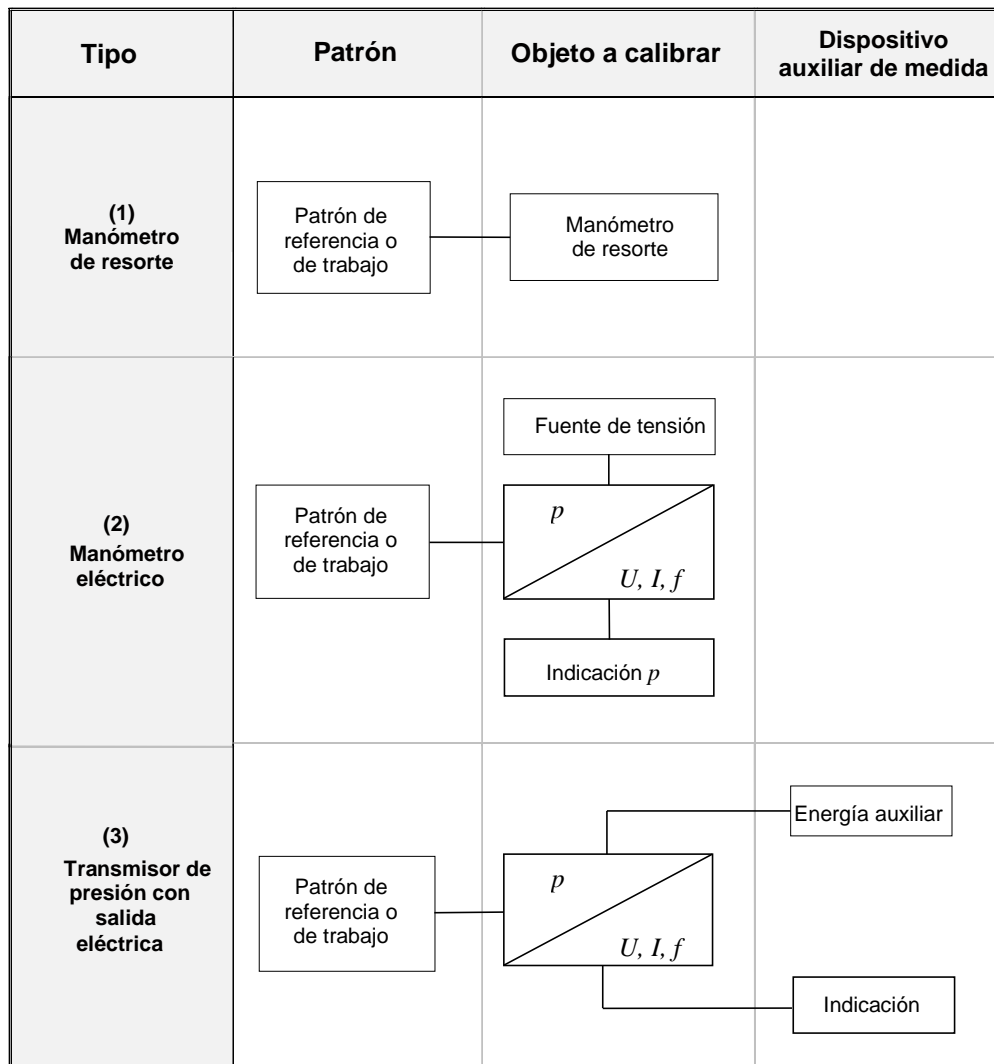 Tipo
Patrón
Objeto a calibrar
Dispositivo
auxiliar de medida
(1)
Manómetro
de resorte
Patrón de
referencia o
de trabajo
Manómetro
de resorte
(2)
Manómetro
eléctrico
Patrón de
referencia o
de trabajo
Fuente de tensión
p
U, I, f
Indicación p
(3)
Transmisor de
presión con
salida
eléctrica
Patrón de
referencia o
de trabajo
p
U, I, f
Energía auxiliar
Indicación